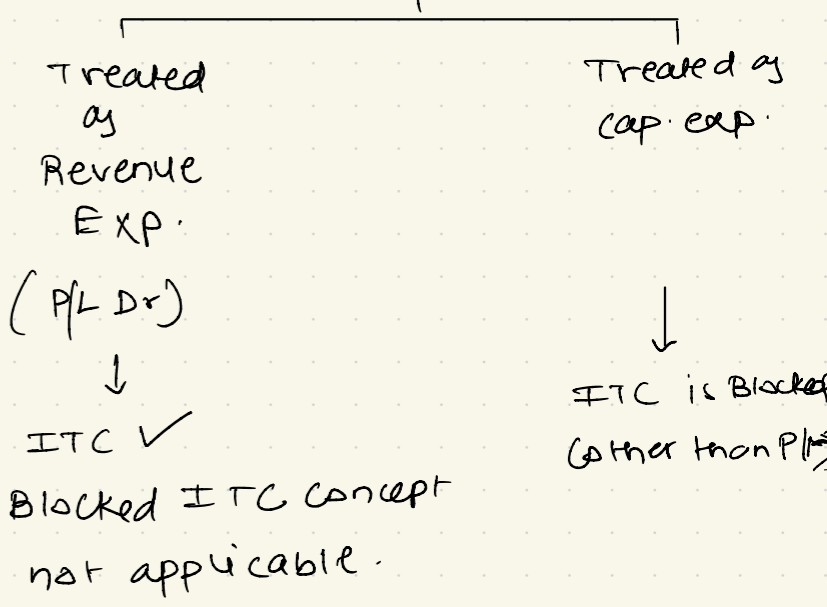 Treated
as
Revenue
Exp.
(P/L Dr)
↓
ITC ✓
Blocked ITC concept
not applicable.
Treated as
cap. exp.
↓
ITC is Blocked
(other than P/M)